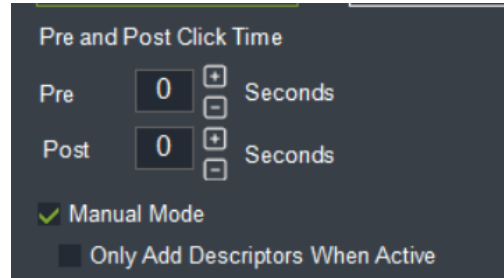 Pre and Post Click Time
Pre 0 Seconds
Post 0 Seconds
Manual Mode
Only Add Descriptors When Active